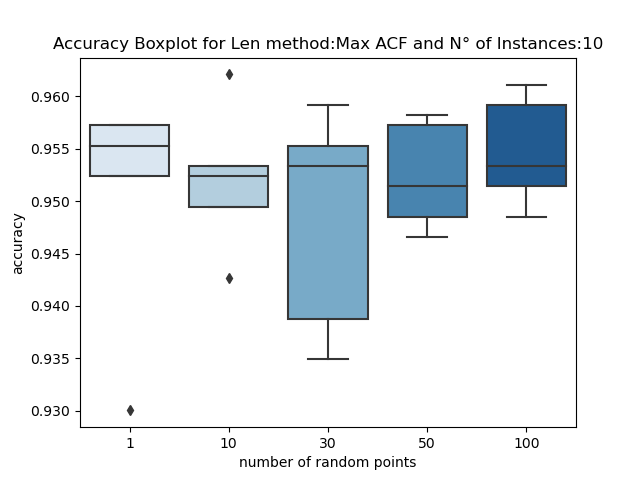 Accuracy Boxplot for Len method:Max ACF and N° of Instances:10
0.960
0.955
0.950
0.945
0.940
0.935
0.930
accuracy
1 10 30 50 100
number of random points